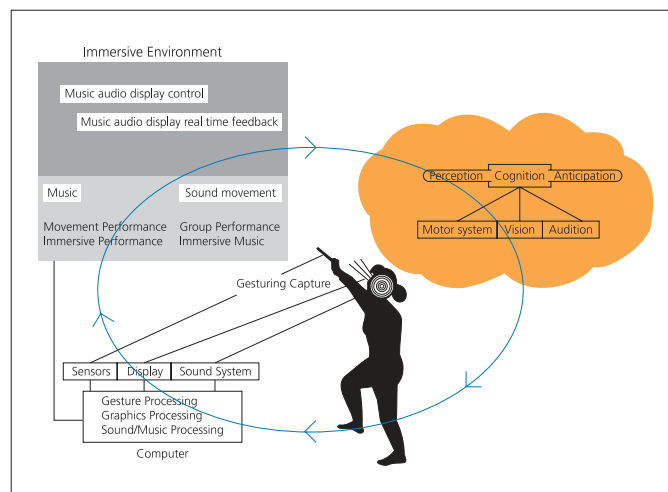 Immersive Environment
Music audio display control
Music audio display real time feedback
Music
Sound movement
Movement Performance
Immersive Performance
Group Performance
Immersive Music
Perception
Cognition
Anticipation
Motor system
Vision
Audition
Gesturing Capture
Sensors
Display
Sound System
Gesture Processing
Graphics Processing
Sound/Music Processing
Computer